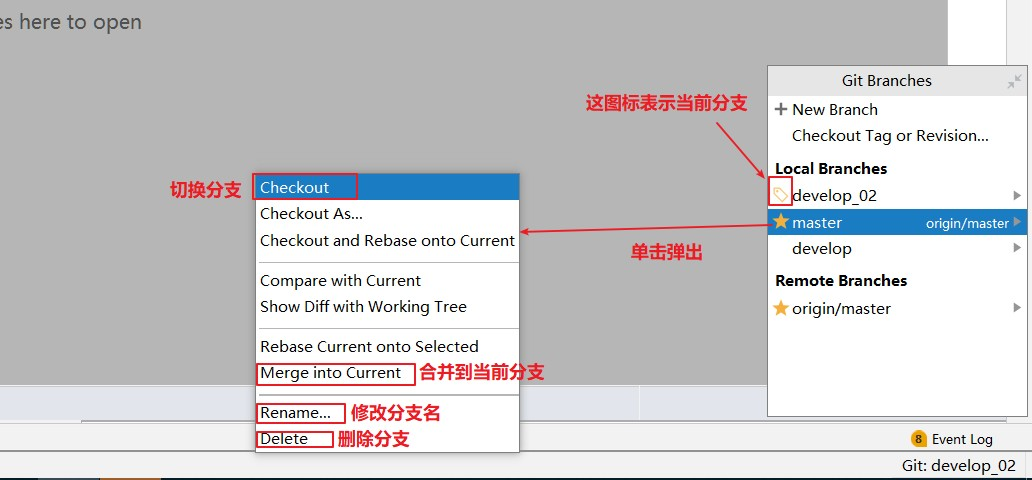 es here to open
这图标表示当前分支
Git Branches
New Branch
Checkout Tag or Revision...
Local Branches
develop_02
master origin/master
develop
Remote Branches
origin/master
单击弹出
切换分支
Checkout
Checkout As...
Checkout and Rebase onto Current
Compare with Current
Show Diff with Working Tree
Rebase Current onto Selected
Merge into Current 合并到当前分支
Rename... 修改分支名
Delete 删除分支
8 Event Log
Git: develop_02